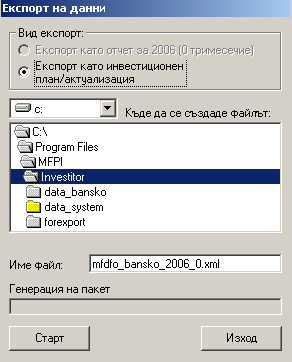 Експорт на данни
Вид експорт:
Експорт като отчет за 2006 (0 тримесечие)
Експорт като инвестиционен
план/актуализация
c:
Къде да се създаде файлът:
C:\
Program Files
MFPI
Investitor
data_bansko
data_system
forexport
Име файл:
mfdfo_bansko_2006_0.xml
Генерация на пакет
Старт
Изход